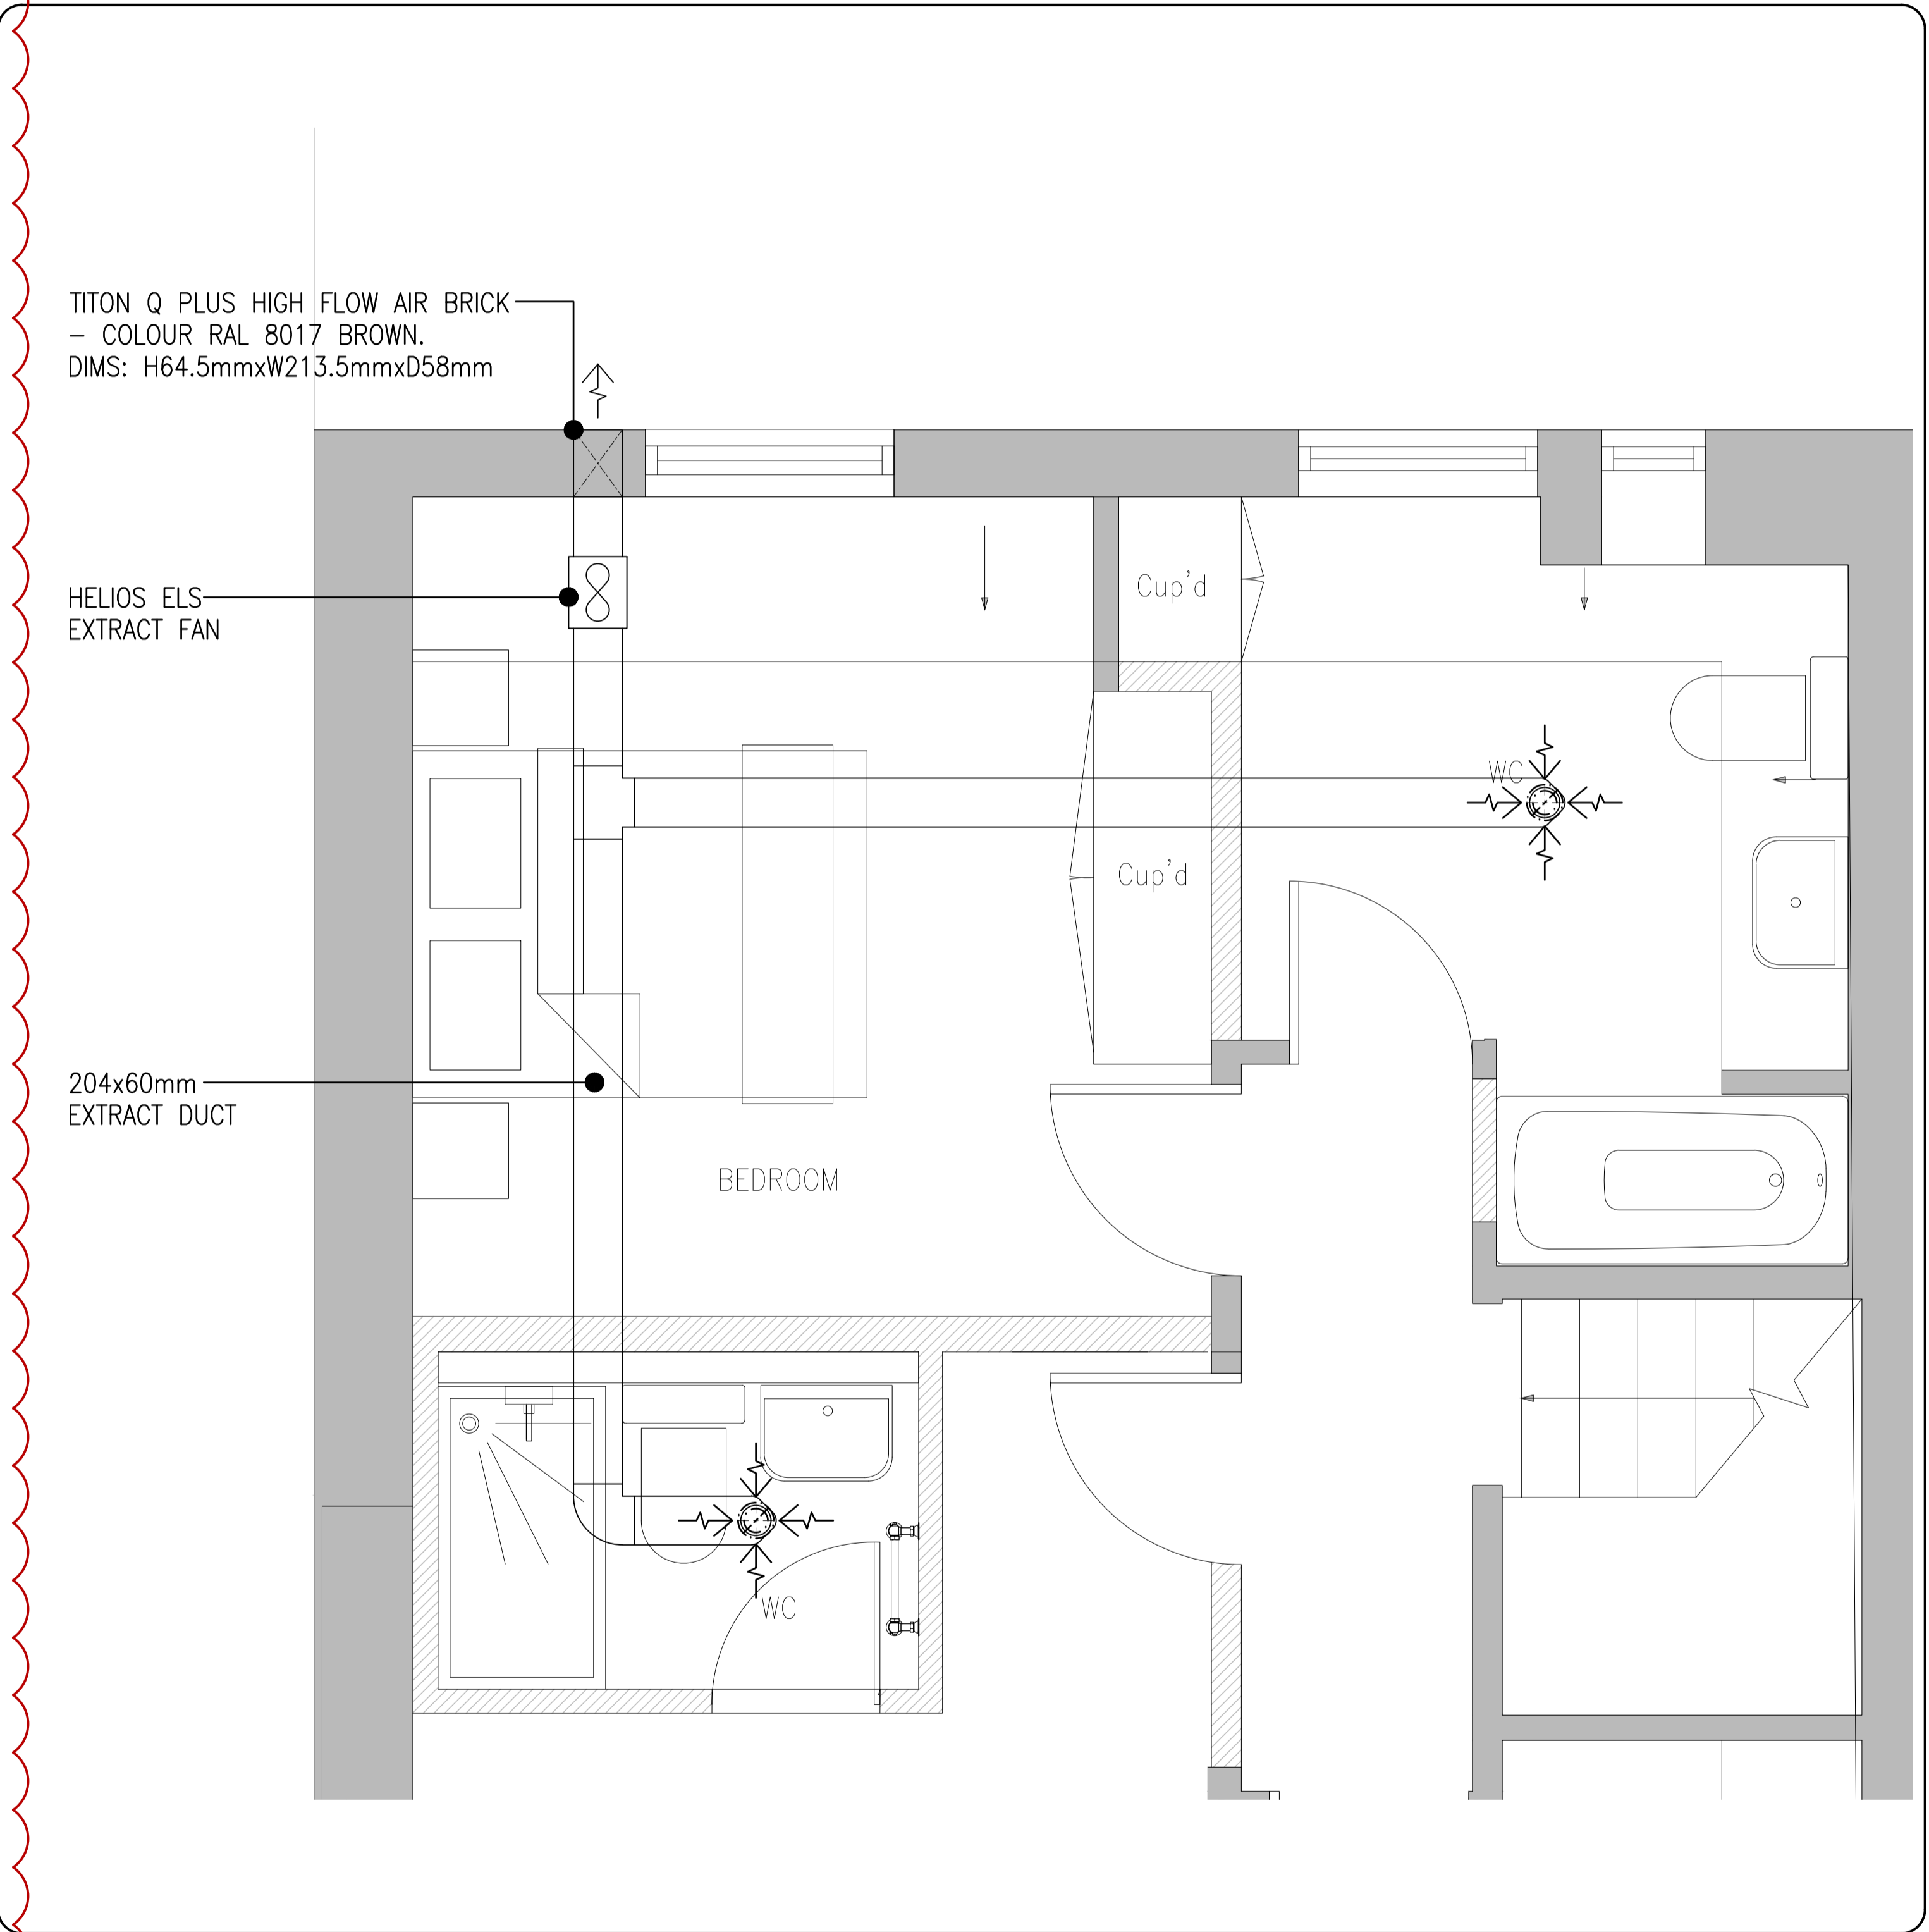 TITON Q PLUS HIGH FLOW AIR BRICK
- COLOUR RAL 8017 BROWN.
DIMS: H64.5mmxW213.5mmxD58mm
HELIOS ELS
EXTRACT FAN
Cup'd
WC
Cup'd
204x60mm
EXTRACT DUCT
BEDROOM
WC